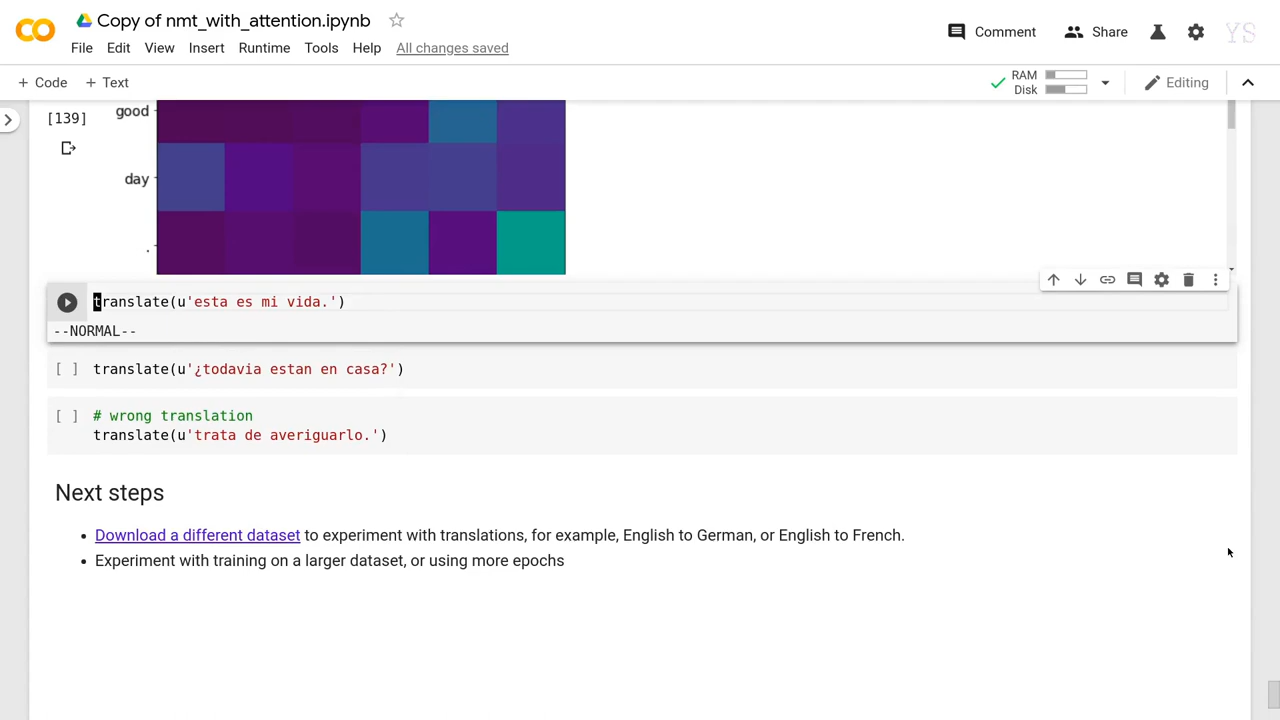 Copy of nmt_with_attention.ipynb
Comment
Share
YS
File Edit View Insert Runtime Tools Help All changes saved
+ Code + Text
RAM
Disk
Editing
[139]
good
day
.
translate(u'esta es mi vida.')
--NORMAL--
[ ] translate(u'¿todavia estan en casa?')
[ ] # wrong translation
translate(u'trata de averiguarlo.')
Next steps
• Download a different dataset to experiment with translations, for example, English to German, or English to French.
• Experiment with training on a larger dataset, or using more epochs